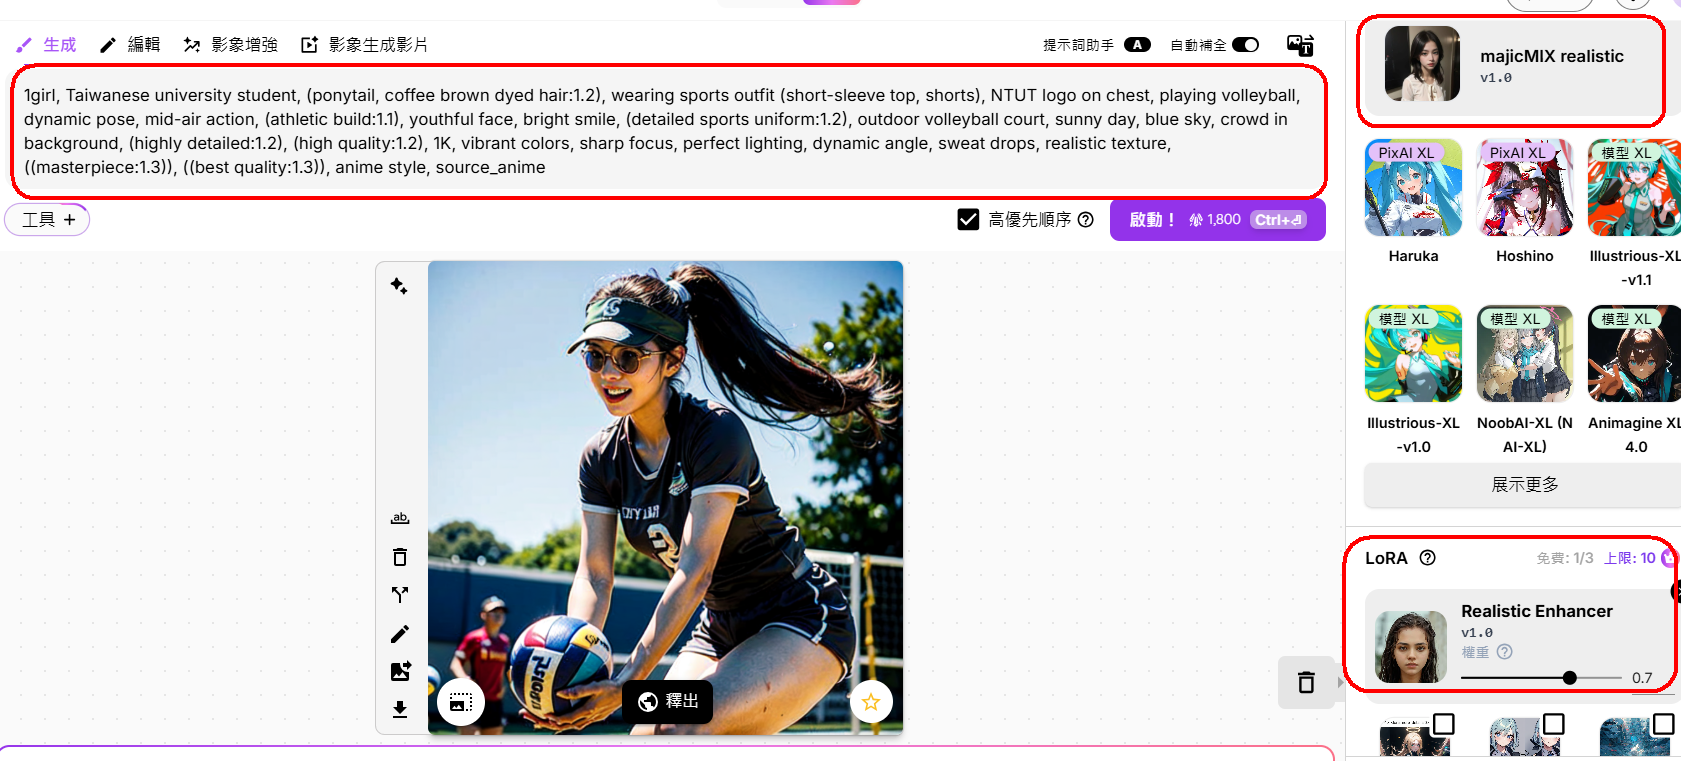 生成
編輯
影象增強
影象生成影片
提示詞助手 A
自動補全
T
1girl, Taiwanese university student, (ponytail, coffee brown dyed hair:1.2), wearing sports outfit (short-sleeve top, shorts), NTUT logo on chest, playing volleyball,
dynamic pose, mid-air action, (athletic build:1.1), youthful face, bright smile, (detailed sports uniform:1.2), outdoor volleyball court, sunny day, blue sky, crowd in
background, (highly detailed:1.2), (high quality:1.2), 1K, vibrant colors, sharp focus, perfect lighting, dynamic angle, sweat drops, realistic texture,
((masterpiece:1.3)), ((best quality:1.3)), anime style, source_anime
工具 +
高優先順序
啟動！ 1,800 Ctrl+⏎
ab
2
釋出
majicMIX realistic
v1.0
PixAI XL
PixAI XL
模型 XL
Haruka
Hoshino
Illustrious-XL
-v1.1
模型 XL
模型 XL
模型 XL
Illustrious-XL
-v1.0
NoobAI-XL (N
AI-XL)
Animagine XL
4.0
展示更多
LoRA
免費: 1/3 上限: 10
Realistic Enhancer
v1.0
權重
0.7